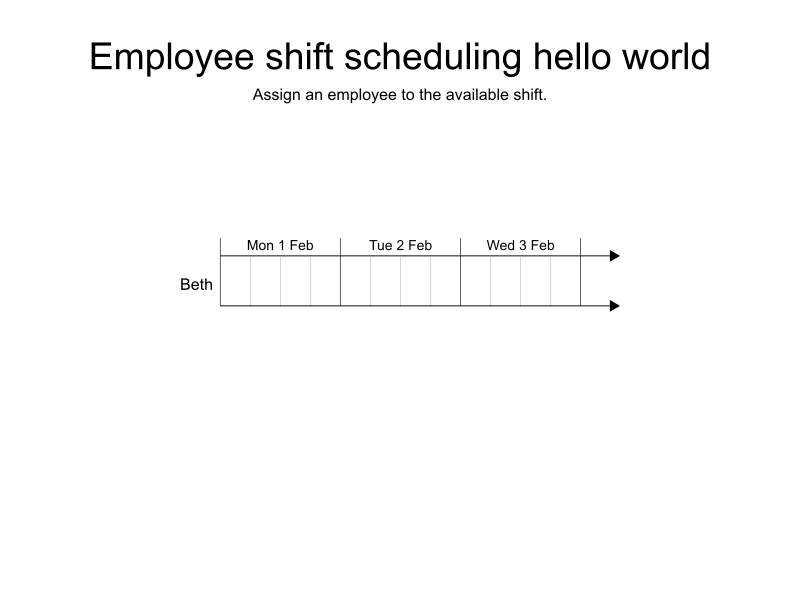 Employee shift scheduling hello world
Assign an employee to the available shift.
Mon 1 Feb Tue 2 Feb Wed 3 Feb
Beth